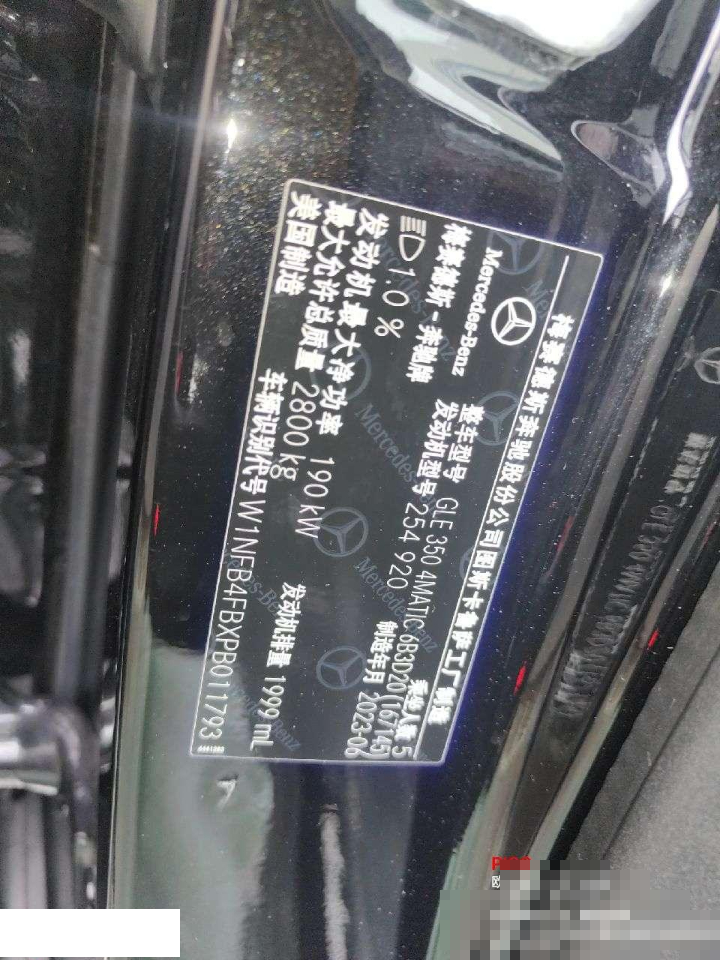 梅赛德斯奔驰股份公司图斯卡鲁萨工厂制造
Mercedes-Benz
梅赛德斯-奔驰牌
整车型号 GLE 350 4MATIC 6B3D20(167145)
乘坐人数 5
发动机型号 254 920
制造年月 2023-06
1.0 %
发动机最大净功率 190 kW
发动机排量 1999 mL
最大允许总质量 2800 kg
美国制造
车辆识别代号 W1NFB4FBXPB011793